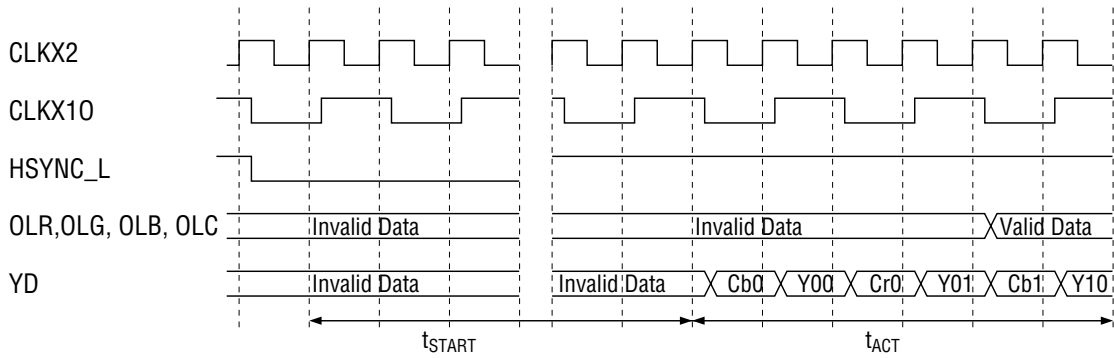 CLKX2
CLKX1O
HSYNC_L
OLR,OLG, OLB, OLC Invalid Data Invalid Data Valid Data
YD Invalid Data Invalid Data Cb0 Y00 Cr0 Y01 Cb1 Y10
tSTART tACT